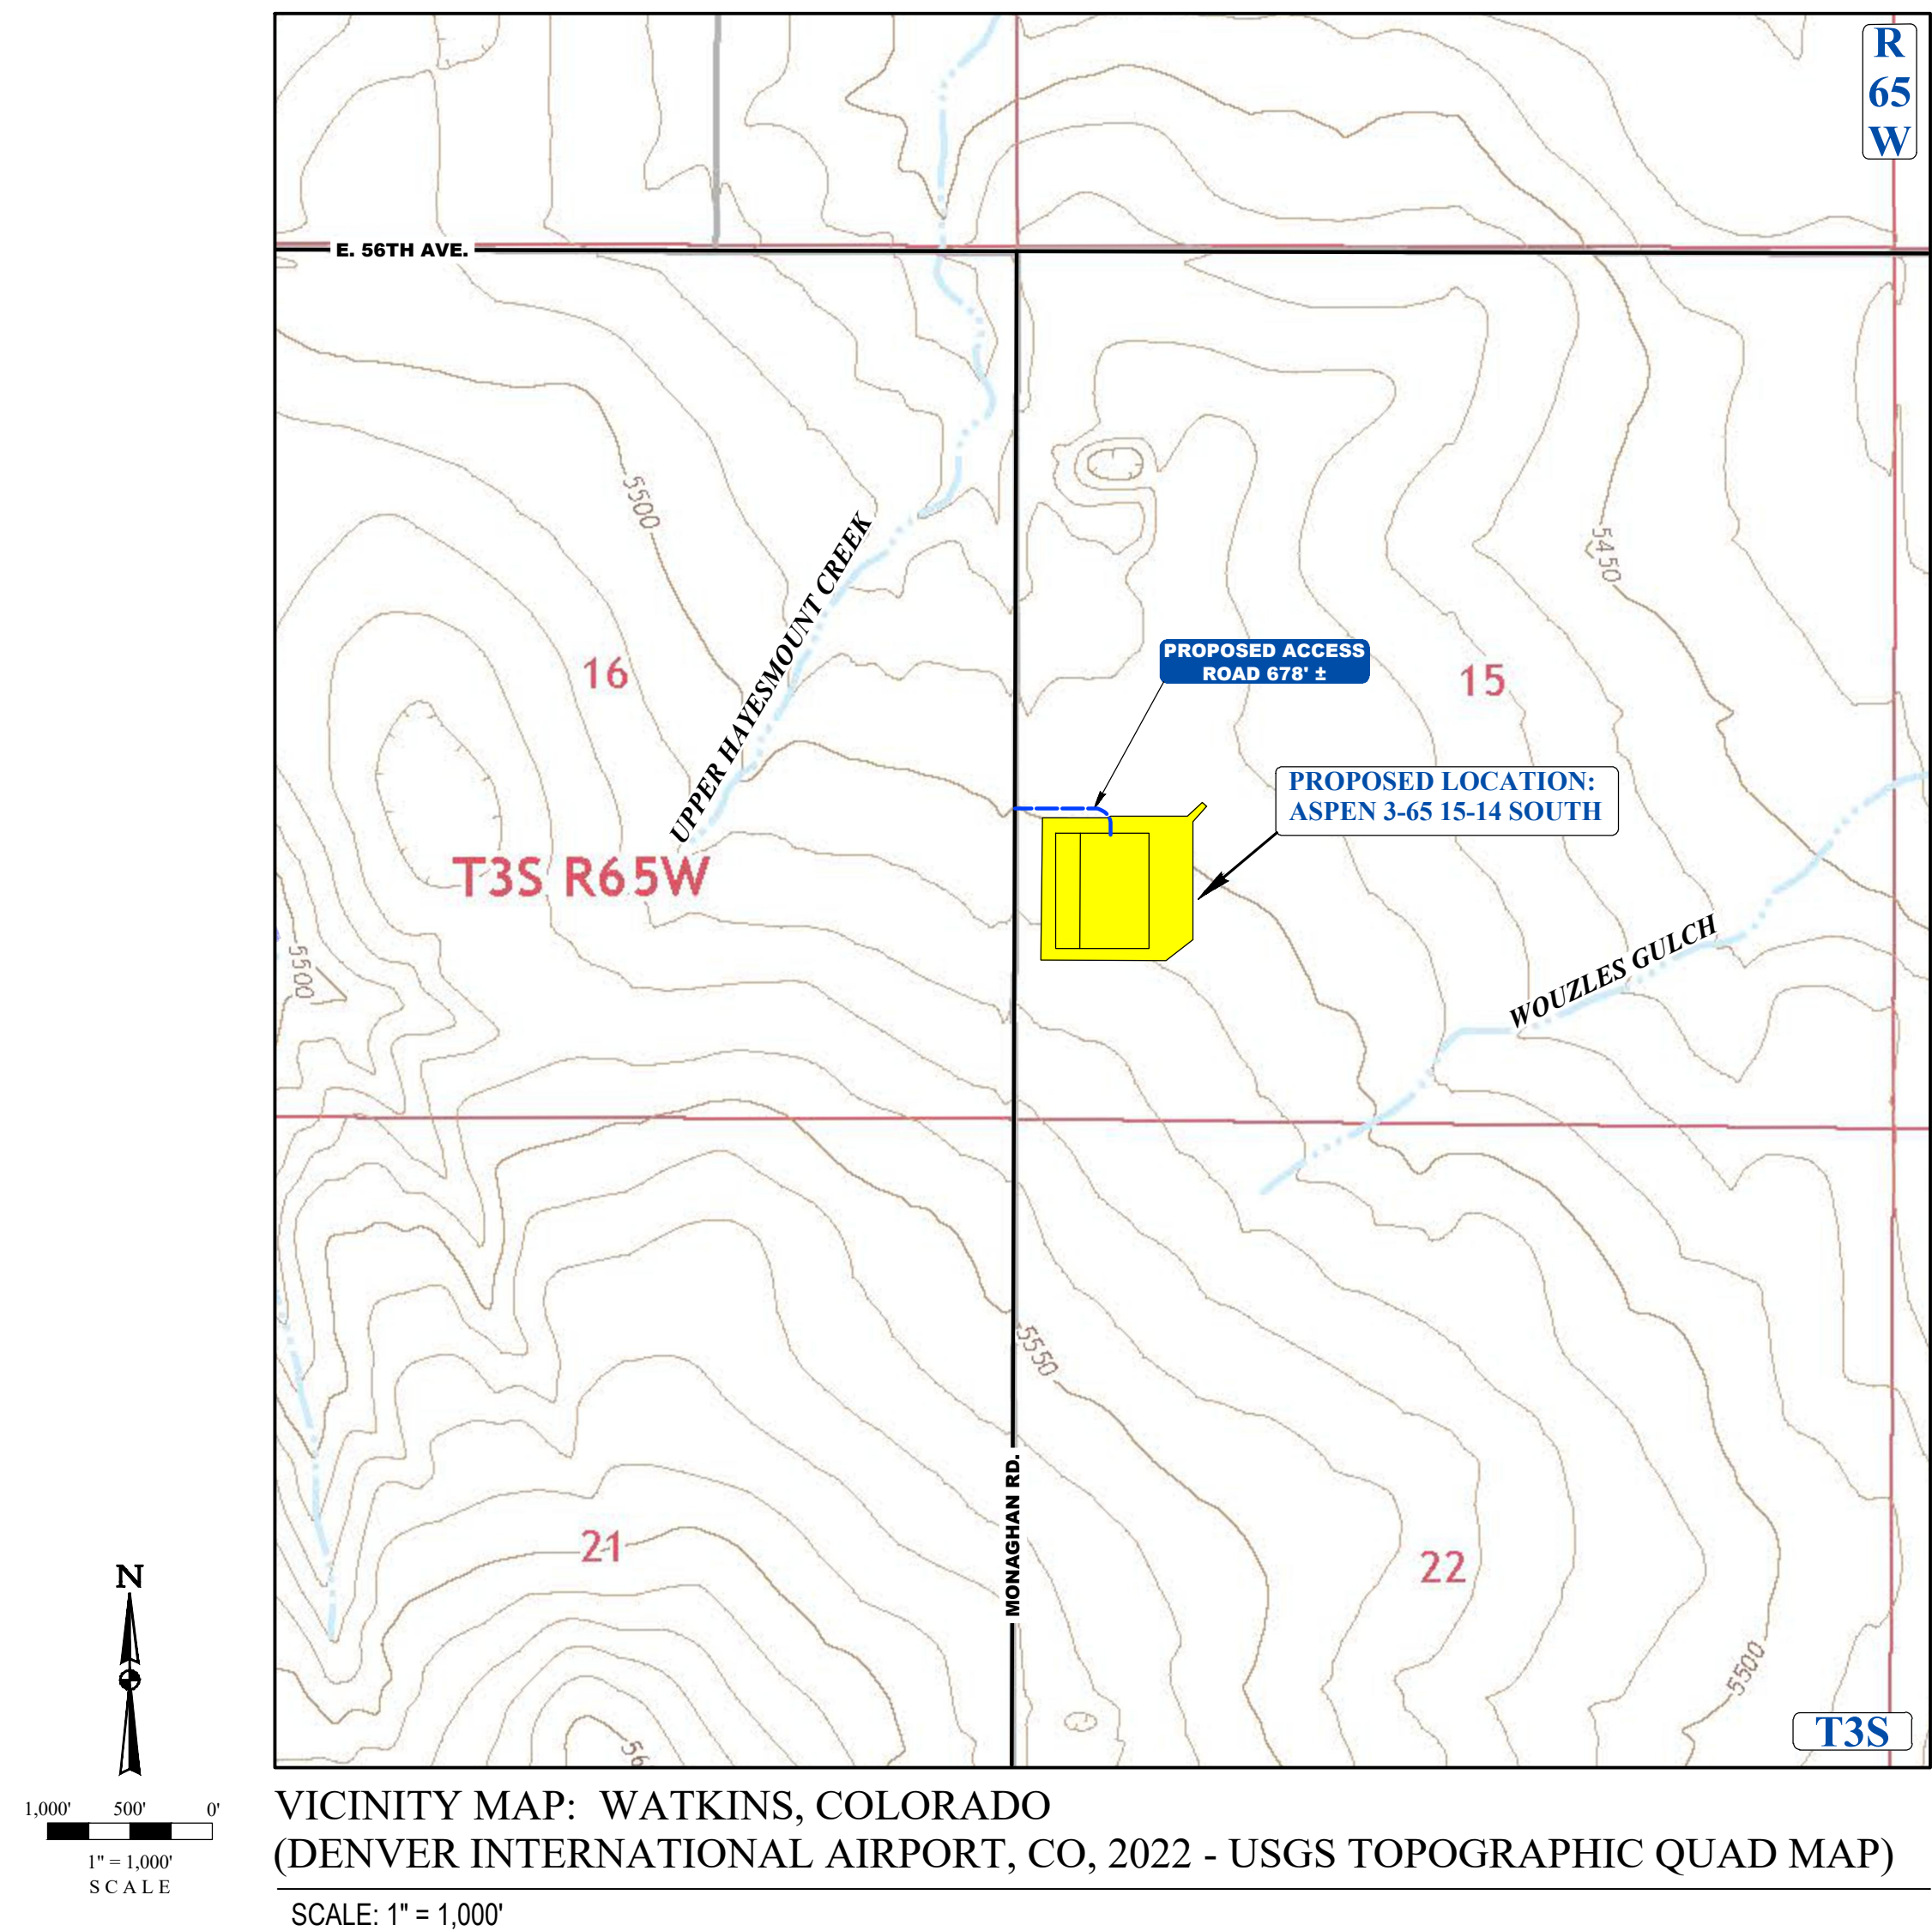 R
65
W
E. 56TH AVE.
5500
5450
UPPER HAYESMOUNT CREEK
16
PROPOSED ACCESS
ROAD 678' ±
15
PROPOSED LOCATION:
ASPEN 3-65 15-14 SOUTH
T3S R65W
WOUZLES GULCH
5500
5550
MONAGHAN RD.
21
22
5500
56
T3S
N
1,000' 500' 0'
1" = 1,000'
SCALE
VICINITY MAP: WATKINS, COLORADO
(DENVER INTERNATIONAL AIRPORT, CO, 2022 - USGS TOPOGRAPHIC QUAD MAP)
SCALE: 1" = 1,000'